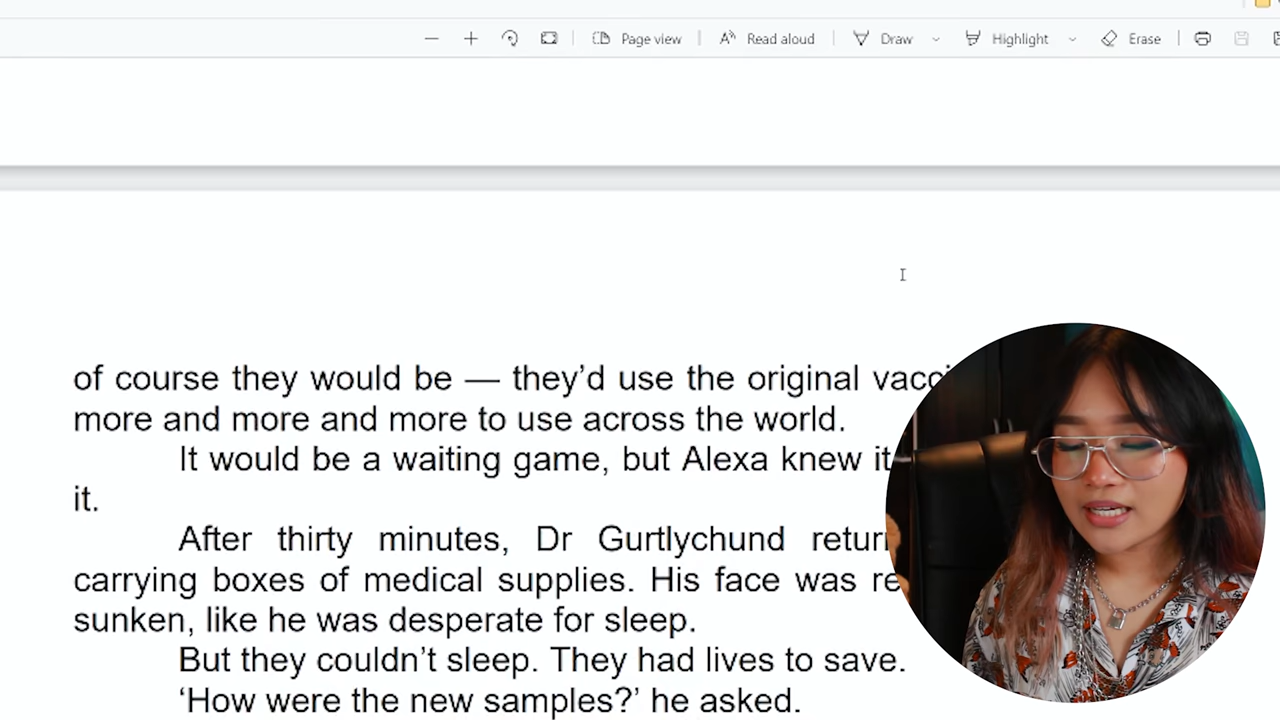 Page view Read aloud Draw Highlight Erase
of course they would be — they’d use the original
more and more and more to use across the world.
It would be a waiting game, but Alexa knew it
it.
After thirty minutes, Dr Gurtlychund
carrying boxes of medical supplies. His face was
sunken, like he was desperate for sleep.
But they couldn’t sleep. They had lives to save.
‘How were the new samples?’ he asked.